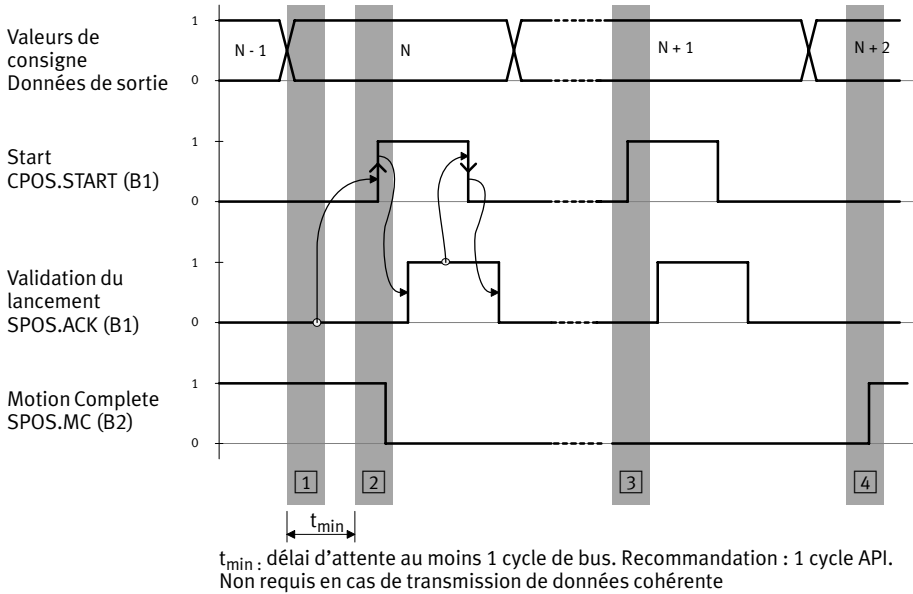 1
Valeurs de
consigne
Données de sortie
N - 1
N
N + 1
N + 2
0
1
Start
CPOS.START (B1)
0
1
Validation du
lancement
SPOS.ACK (B1)
0
1
Motion Complete
SPOS.MC (B2)
0
1
2
3
4
tmin
tmin : délai d'attente au moins 1 cycle de bus. Recommandation : 1 cycle API.
Non requis en cas de transmission de données cohérente